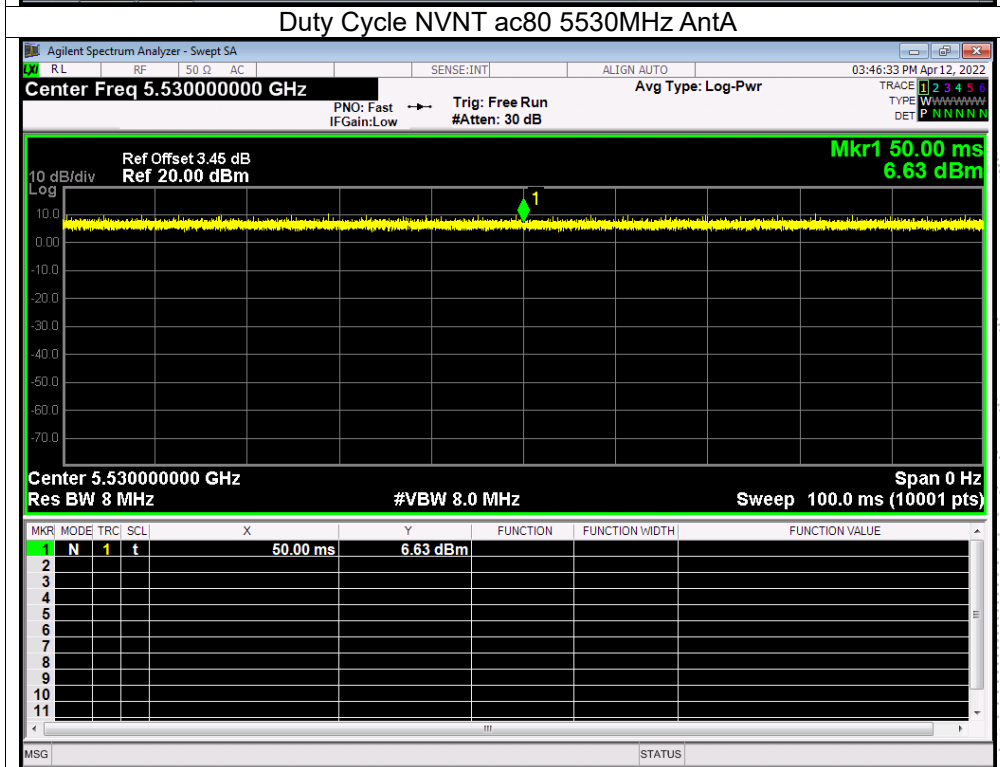 Duty Cycle NVNT ac80 5530MHz AntA
Agilent Spectrum Analyzer - Swept SA
LXI RL RF 50 Ω AC SENSE:INT ALIGN AUTO 03:46:33 PM Apr 12, 2022
Center Freq 5.530000000 GHz Avg Type: Log-Pwr TRACE 1 2 3 4 5 6
PNO: Fast Trig: Free Run TYPE WWWWWW
IFGain:Low #Atten: 30 dB DET P N N N N N
Mkr1 50.00 ms
6.63 dBm
Ref Offset 3.45 dB
10 dB/div Ref 20.00 dBm
Log
1
10.0
0.00
-10.0
-20.0
-30.0
-40.0
-50.0
-60.0
-70.0
Center 5.530000000 GHz Span 0 Hz
Res BW 8 MHz #VBW 8.0 MHz Sweep 100.0 ms (10001 pts)
MKR MODE TRC SCL X Y FUNCTION FUNCTION WIDTH FUNCTION VALUE
1 N 1 t 50.00 ms 6.63 dBm
2
3
4
5
6
7
8
9
10
11
MSG STATUS